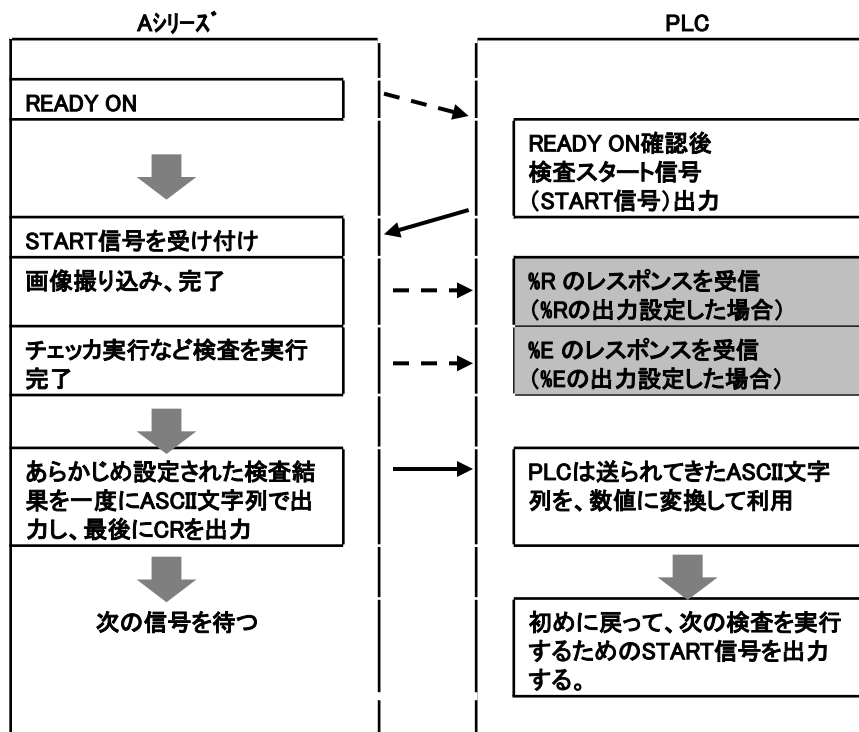 Aシリーズ
PLC
READY ON
READY ON確認後
検査スタート信号
(START信号)出力
START信号を受け付け
画像撮り込み、完了
%R のレスポンスを受信
(%Rの出力設定した場合)
チェッカ実行など検査を実行
完了
%E のレスポンスを受信
(%Eの出力設定した場合)
あらかじめ設定された検査結
果を一度にASCII文字列で出
力し、最後にCRを出力
PLCは送られてきたASCII文字
列を、数値に変換して利用
次の信号を待つ
初めに戻って、次の検査を実行
するためのSTART信号を出力
する。